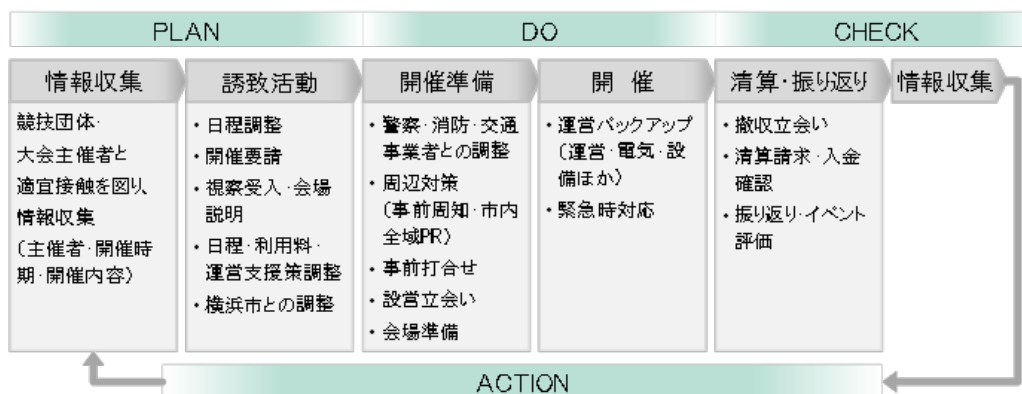 PLAN
DO
CHECK
情報収集
誘致活動
開催準備
開 催
清算・振り返り
情報収集
競技団体・
大会主催者と
適宜接触を図り、
情報収集
(主催者・開催時
期・開催内容)
・日程調整
・開催要請
・視察受入・会場
説明
・日程・利用料・
運営支援策調整
・横浜市との調整
・警察・消防・交通
事業者との調整
・周辺対策
(事前周知・市内
全域PR)
・事前打合せ
・設営立会い
・会場準備
・運営バックアップ
(運営・電気・設
備ほか)
・緊急時対応
・撤収立会い
・清算請求・入金
確認
・振り返り・イベント
評価
ACTION